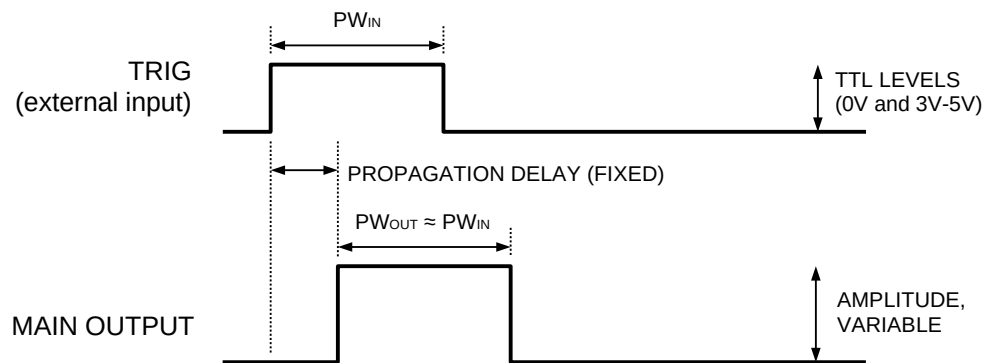 PWIN
TRIG
(external input)
TTL LEVELS
(0V and 3V-5V)
PROPAGATION DELAY (FIXED)
PWOUT ≈ PWIN
MAIN OUTPUT
AMPLITUDE,
VARIABLE